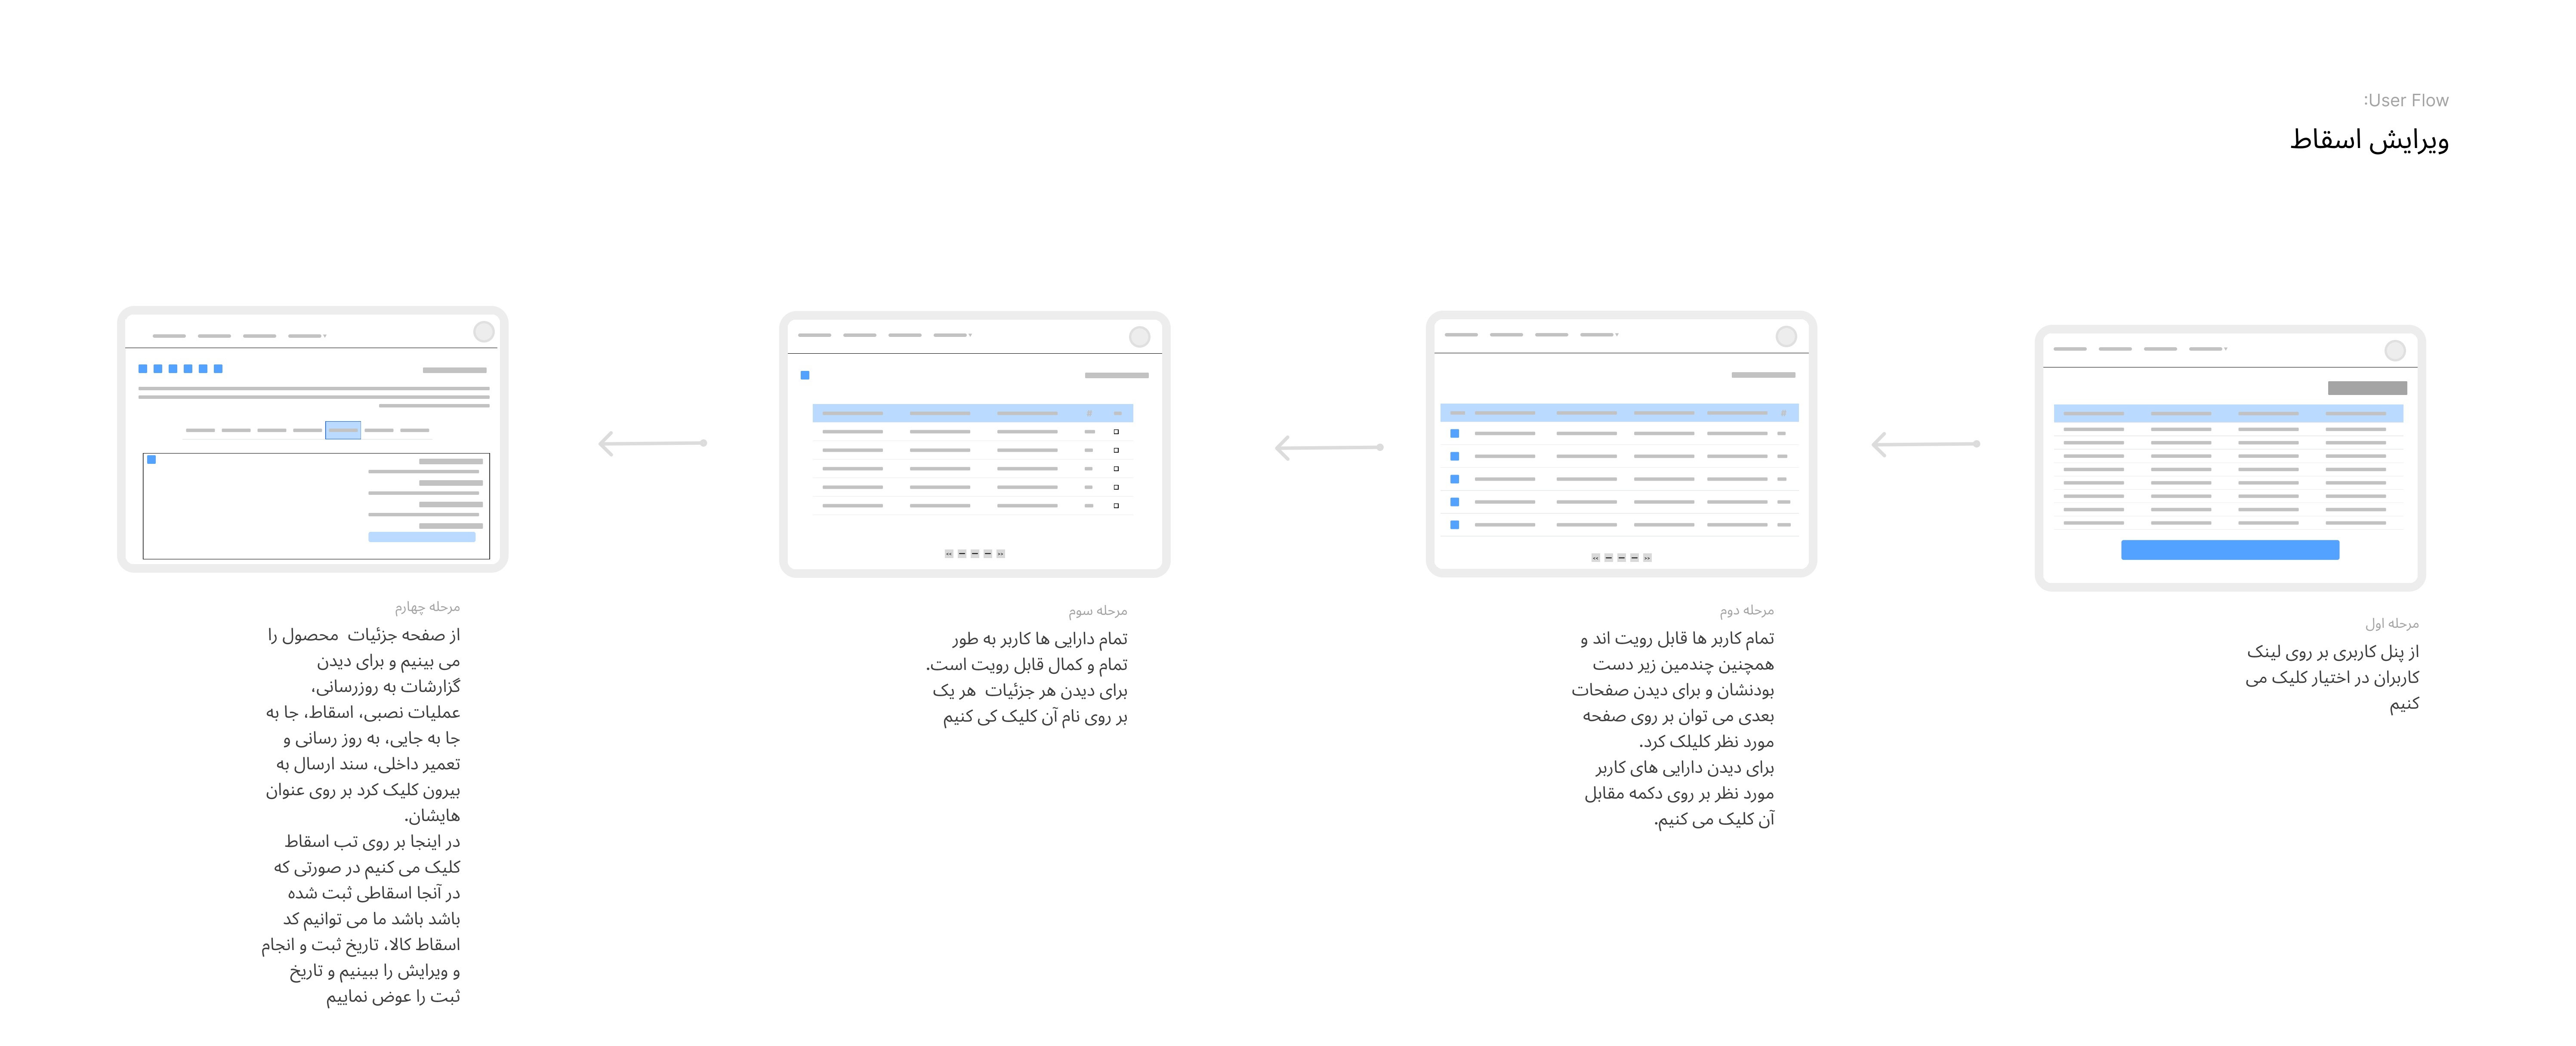 User Flow:
ویرایش اسقاط
مرحله اول
از پنل کاربری بر روی لینک
کاربران در اختیار کلیک می
کنیم
مرحله دوم
تمام کاربر ها قابل رویت اند و
همچنین چندمین زیر دست
بودنشان و برای دیدن صفحات
بعدی می توان بر روی صفحه
مورد نظر کلیلک کرد.
برای دیدن دارایی های کاربر
مورد نظر بر روی دکمه مقابل
آن کلیک می کنیم.
مرحله سوم
تمام دارایی ها کاربر به طور
تمام و کمال قابل رویت است.
برای دیدن هر جزئیات هر یک
بر روی نام آن کلیک کی کنیم
مرحله چهارم
از صفحه جزئیات محصول را
می بینیم و برای دیدن
گزارشات به روزرسانی،
عملیات نصبی، اسقاط، جا به
جا به جایی، به روز رسانی و
تعمیر داخلی، سند ارسال به
بیرون کلیک کرد بر روی عنوان
هایشان.
در اینجا بر روی تب اسقاط
کلیک می کنیم در صورتی که
در آنجا اسقاطی ثبت شده
باشد باشد ما می توانیم کد
اسقاط کالا، تاریخ ثبت و انجام
و ویرایش را ببینیم و تاریخ
ثبت را عوض نماییم